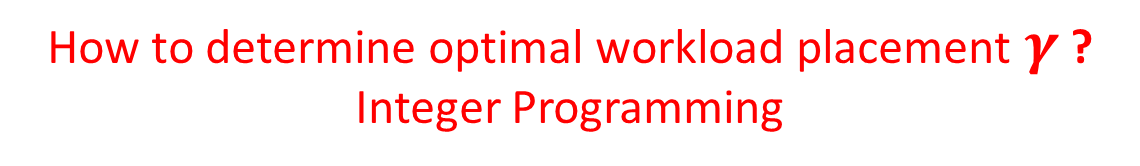 How to determine optimal workload placement γ ?
Integer Programming